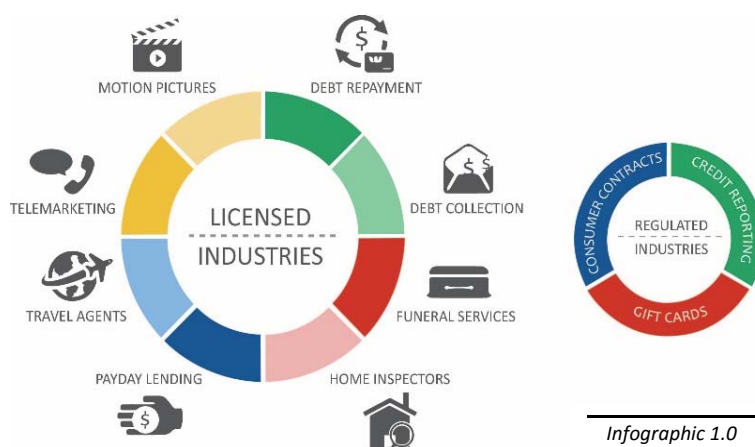 MOTION PICTURES
DEBT REPAYMENT
TELEMARKETING
DEBT COLLECTION
LICENSED
INDUSTRIES
TRAVEL AGENTS
FUNERAL SERVICES
PAYDAY LENDING
HOME INSPECTORS
CONSUMER CONTRACTS
CREDIT REPORTING
REGULATED
INDUSTRIES
GIFT CARDS
Infographic 1.0